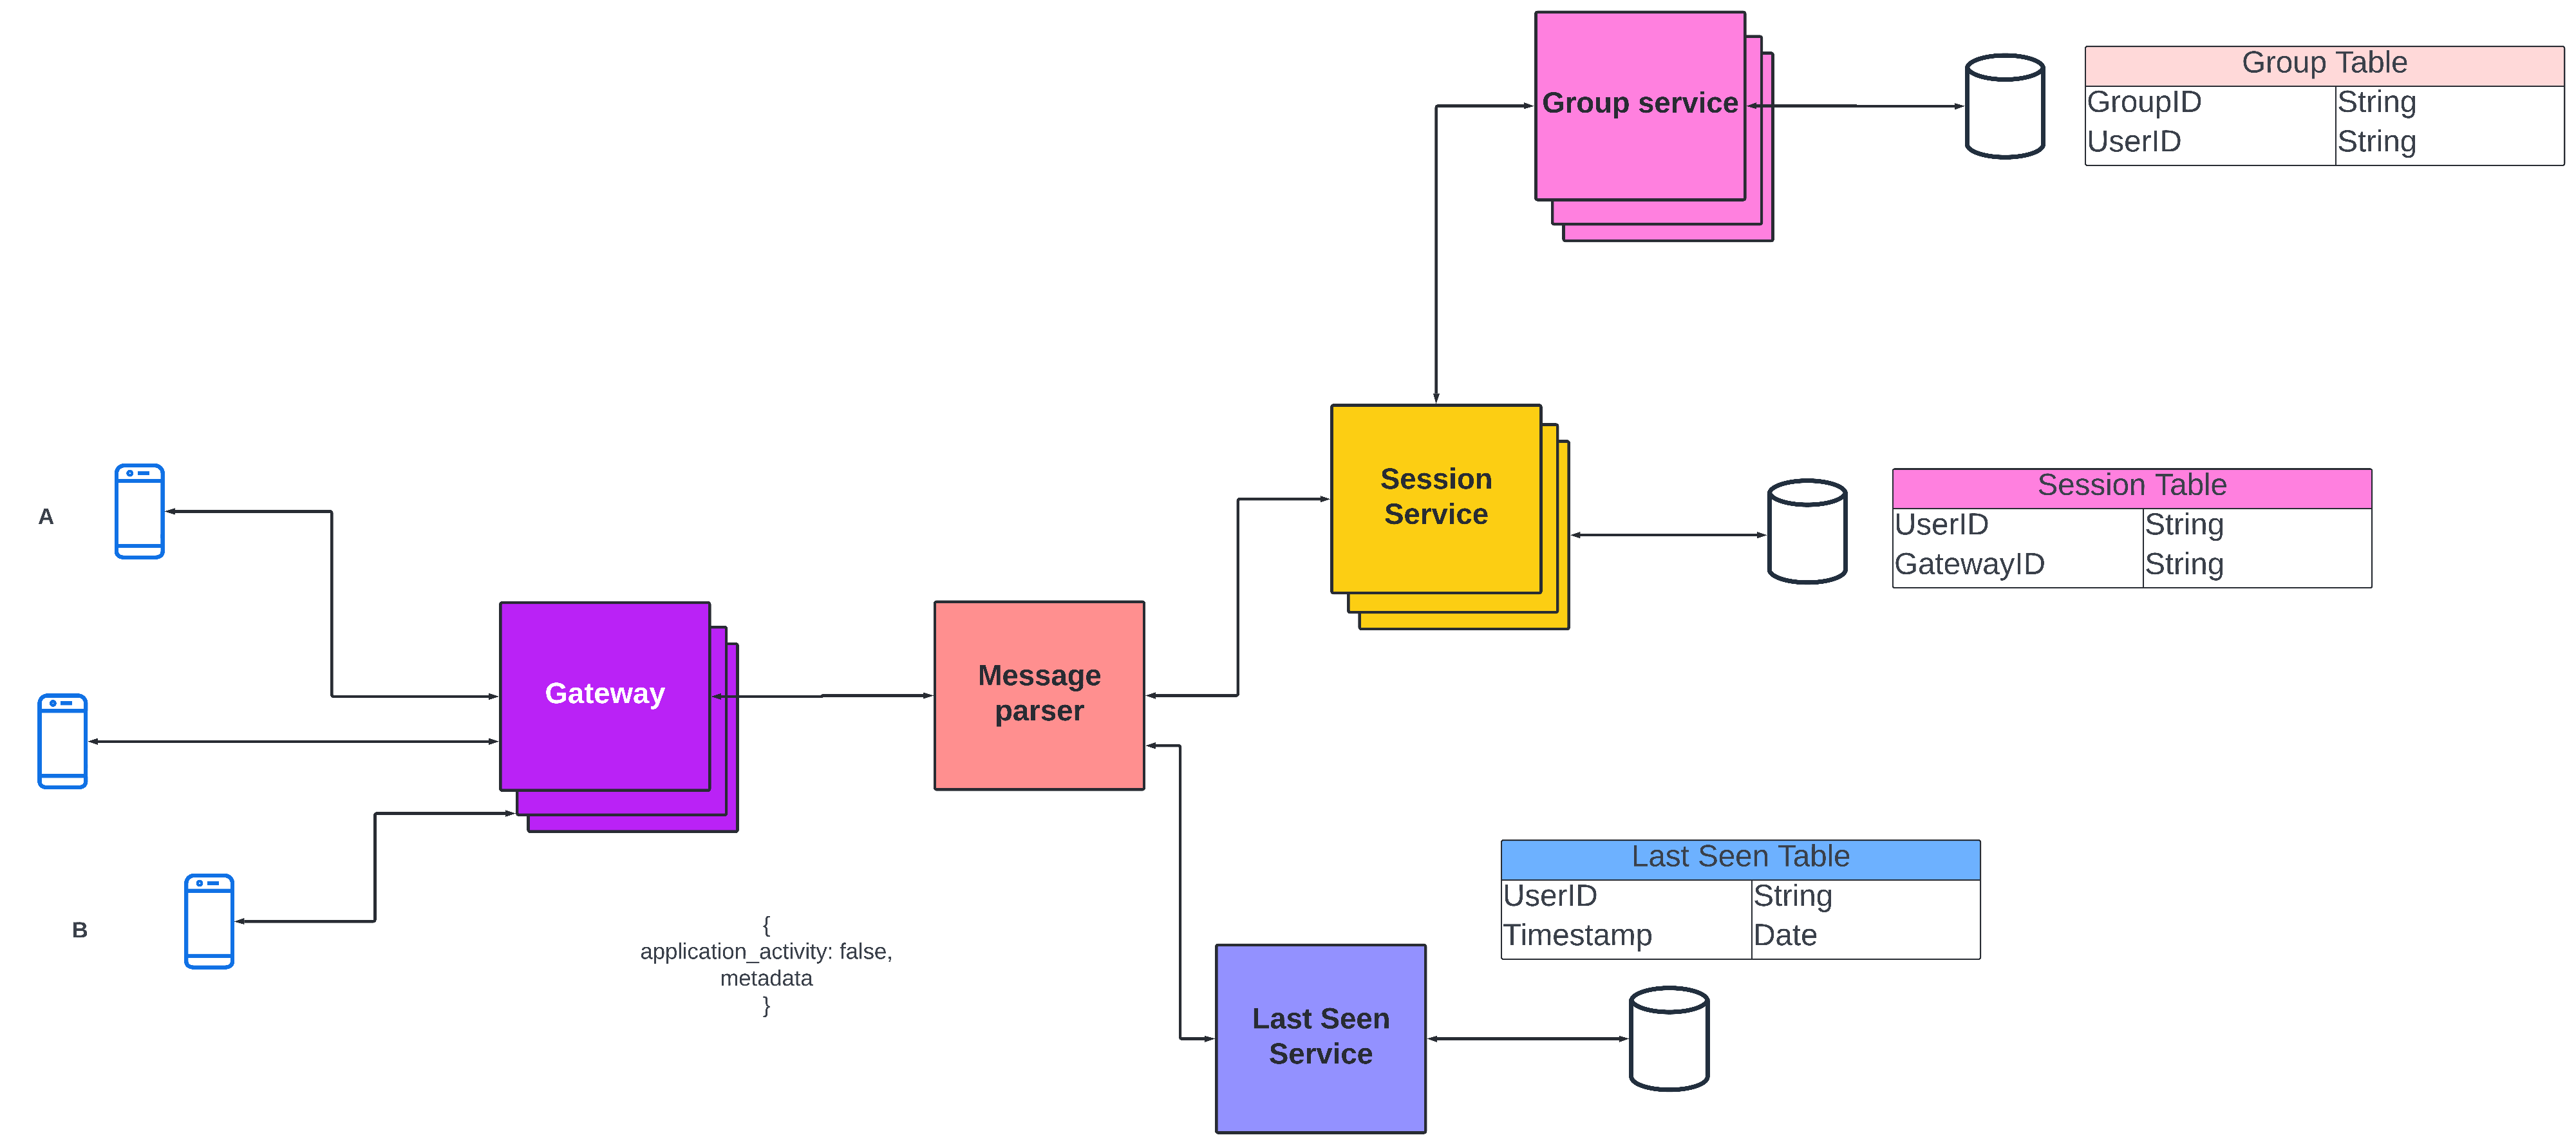 Group service
Group Table
GroupID String
UserID String
A
Session
Service
Session Table
UserID String
GatewayID String
Gateway
Message
parser
B
{
application_activity: false,
metadata
}
Last Seen Table
UserID String
Timestamp Date
Last Seen
Service